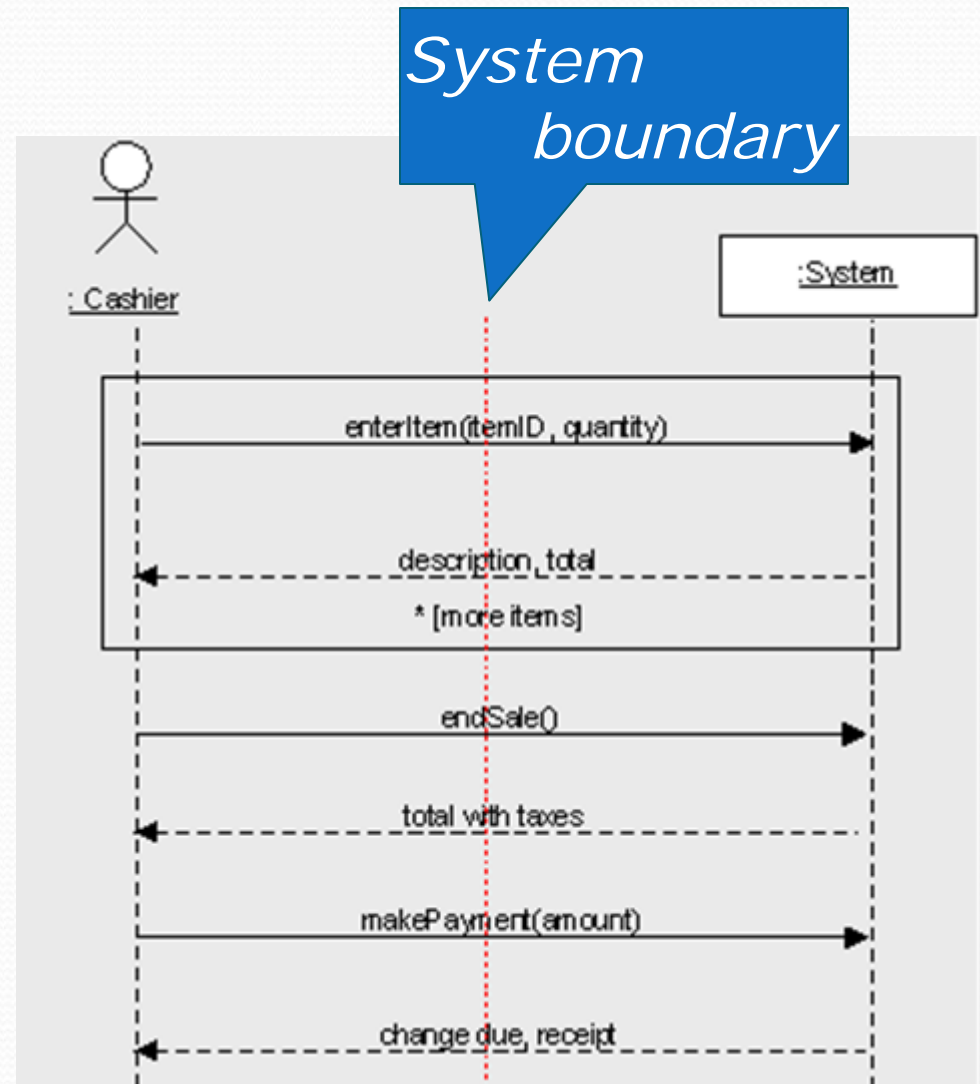 System
boundary
: Cashier
:System
enterItem(itemID , quantity)
description, total
* [more items]
endSale()
total with taxes
makePayment(amount)
change due, receipt